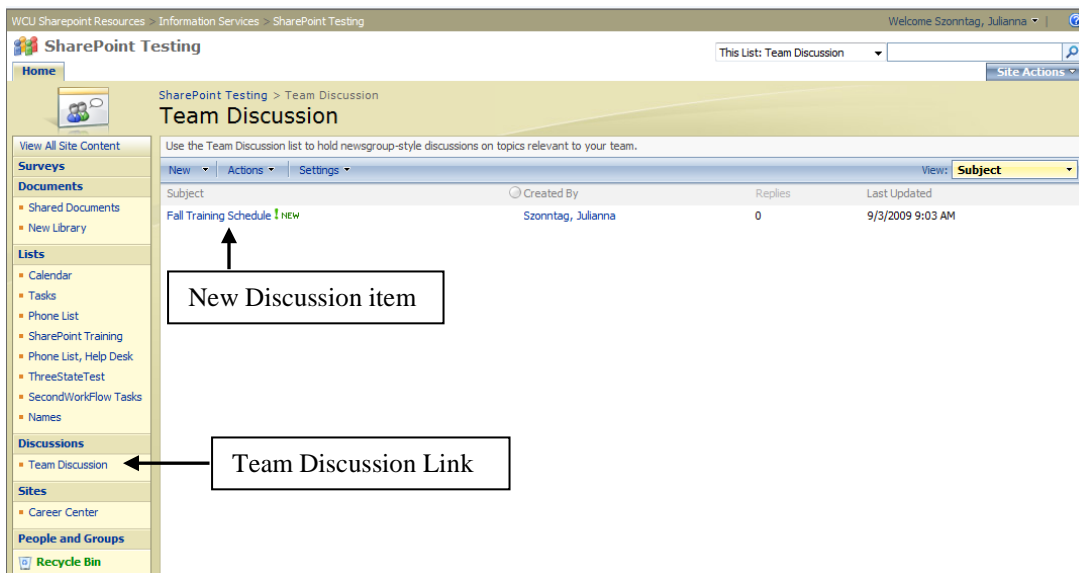 WCU Sharepoint Resources > Information Services > SharePoint Testing
Welcome Szonntag, Julianna
SharePoint Testing
This List: Team Discussion
Home
Site Actions
SharePoint Testing > Team Discussion
Team Discussion
View All Site Content
Use the Team Discussion list to hold newsgroup-style discussions on topics relevant to your team.
Surveys
New Actions Settings View: Subject
Documents
Subject Created By Replies Last Updated
Shared Documents
Fall Training Schedule ! NEW Szonntag, Julianna 0 9/3/2009 9:03 AM
New Library
Lists
Calendar
Tasks
Phone List
SharePoint Training
Phone List, Help Desk
ThreeStateTest
SecondWorkFlow Tasks
Names
New Discussion item
Discussions
Team Discussion
Team Discussion Link
Sites
Career Center
People and Groups
Recycle Bin